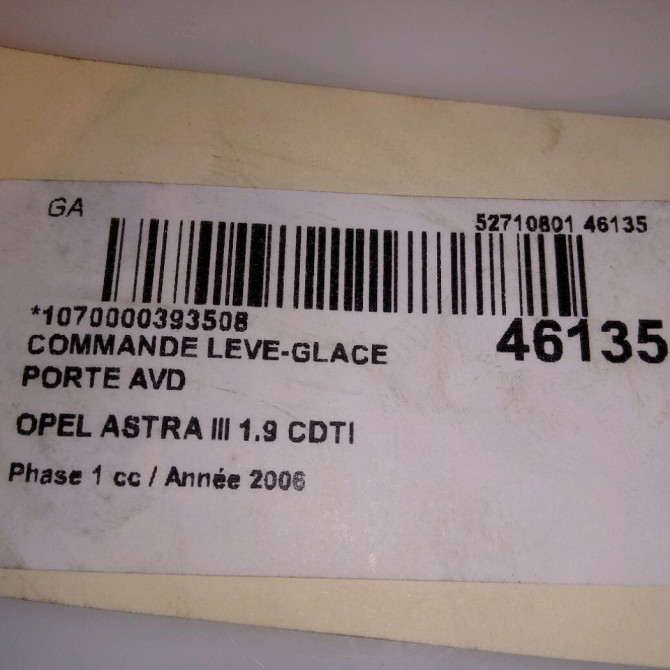 GA
52710801 46135
*1070000393508
46135
COMMANDE LEVE-GLACE
PORTE AVD
OPEL ASTRA III 1.9 CDTI
Phase 1 cc / Année 2006